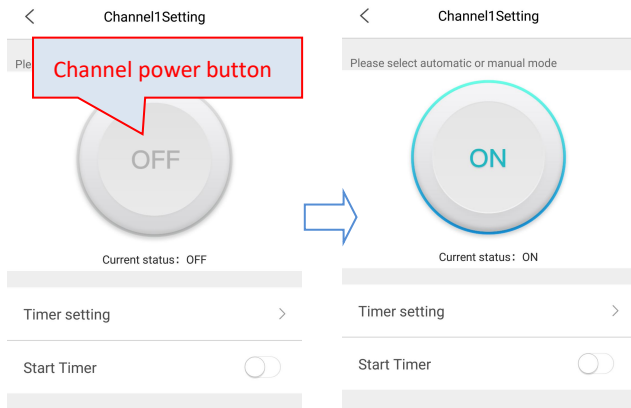 Channel1Setting
Ple
Channel power button
OFF
Current status: OFF
Timer setting
Start Timer
Channel1Setting
Please select automatic or manual mode
ON
Current status: ON
Timer setting
Start Timer